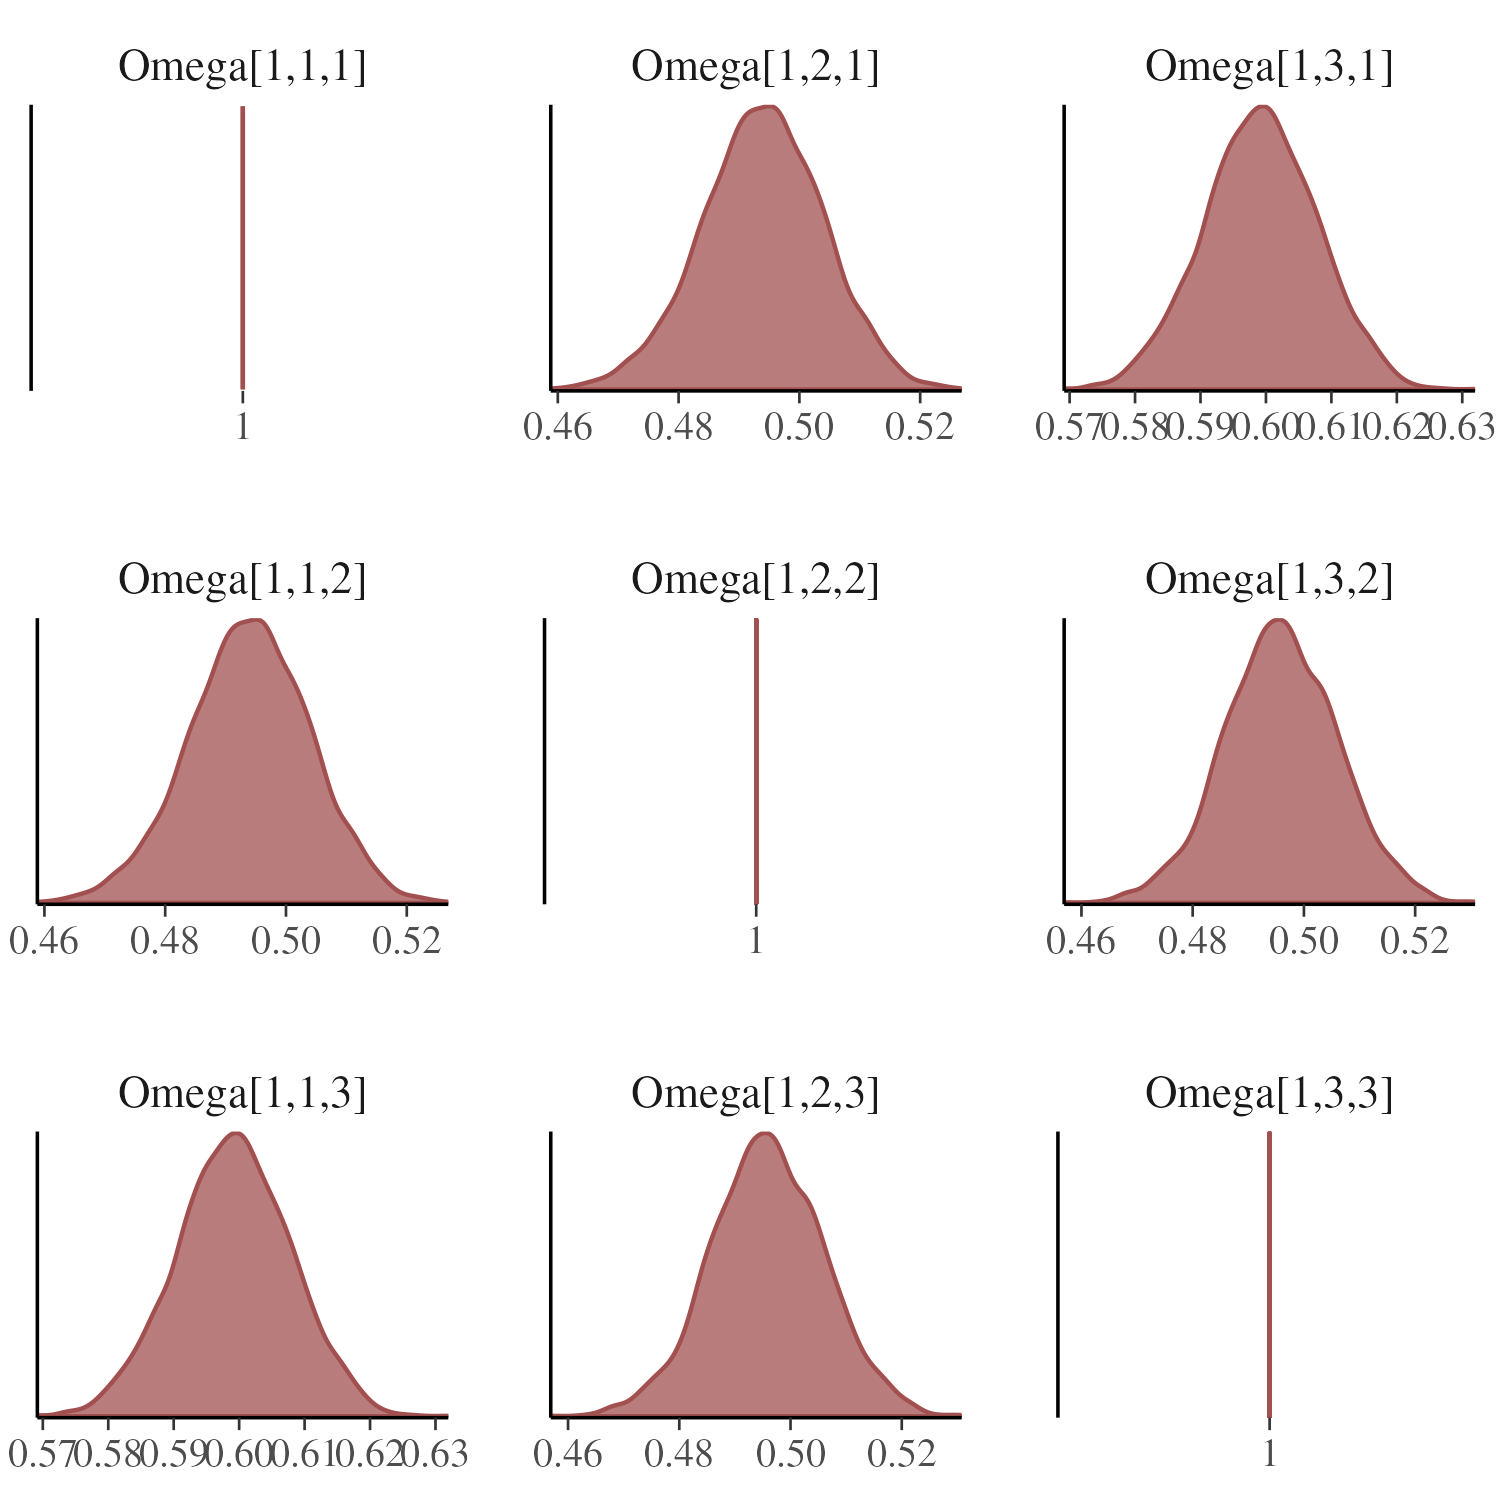 Omega[1,1,1] Omega[1,2,1] Omega[1,3,1]
1 0.46 0.48 0.50 0.52 0.57 0.58 0.59 0.60 0.61 0.62 0.63
Omega[1,1,2] Omega[1,2,2] Omega[1,3,2]
0.46 0.48 0.50 0.52 1 0.46 0.48 0.50 0.52
Omega[1,1,3] Omega[1,2,3] Omega[1,3,3]
0.57 0.58 0.59 0.60 0.61 0.62 0.63 0.46 0.48 0.50 0.52 1